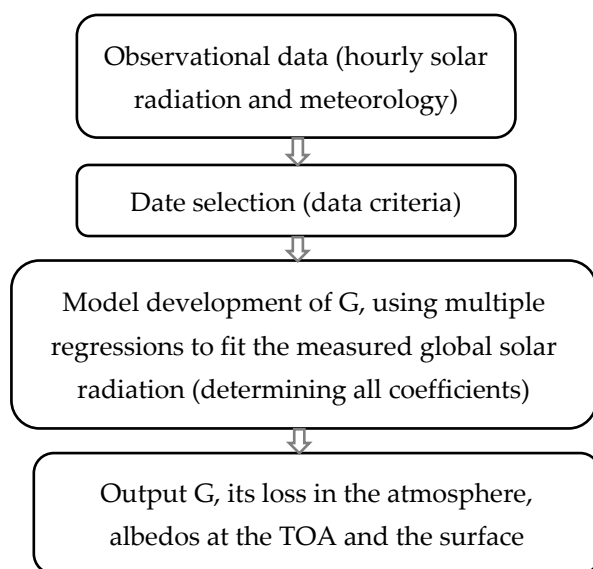 Observational data (hourly solar
radiation and meteorology)
Date selection (data criteria)
Model development of G, using multiple
regressions to fit the measured global solar
radiation (determining all coefficients)
Output G, its loss in the atmosphere,
albedos at the TOA and the surface